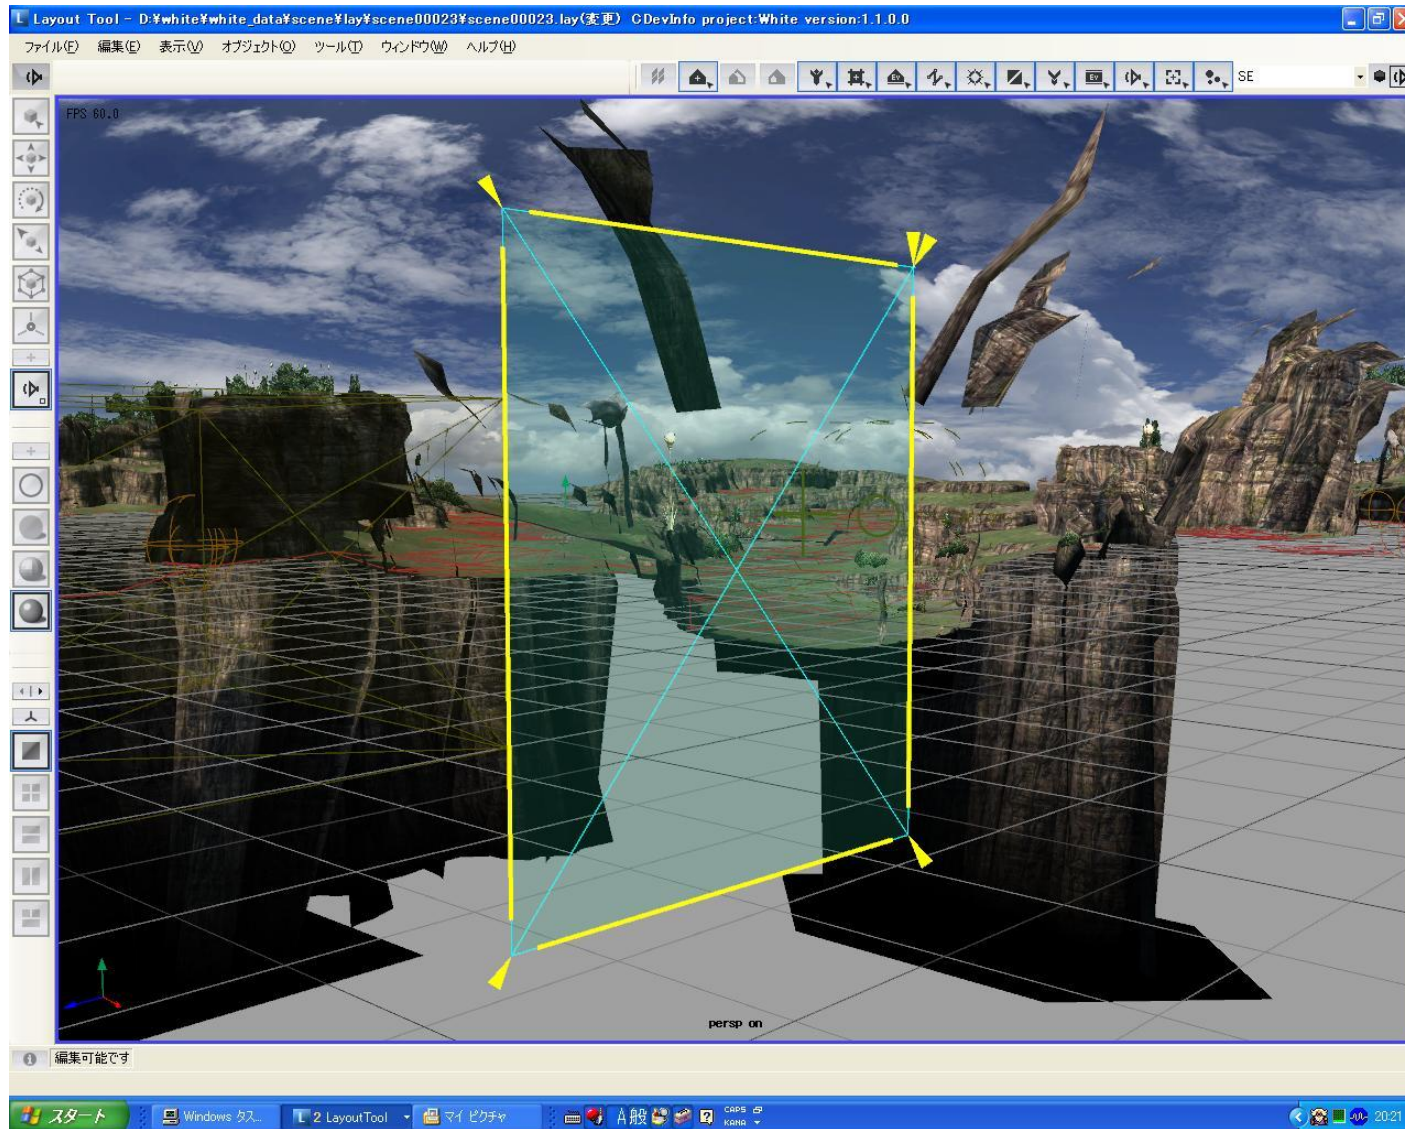 Layout Tool - D:¥white¥white_data¥scene¥lay¥scene00023¥scene00023.lay(変更) CDevInfo project:White version:1.1.0.0
ファイル(F) 編集(E) 表示(V) オブジェクト(O) ツール(T) ウィンドウ(W) ヘルプ(H)
Ev Ev SE
FPS 60.0
persp on
編集可能です
スタート Windows タス... 2 LayoutTool マイ ピクチャ A 般 CAPS KANA 20:21